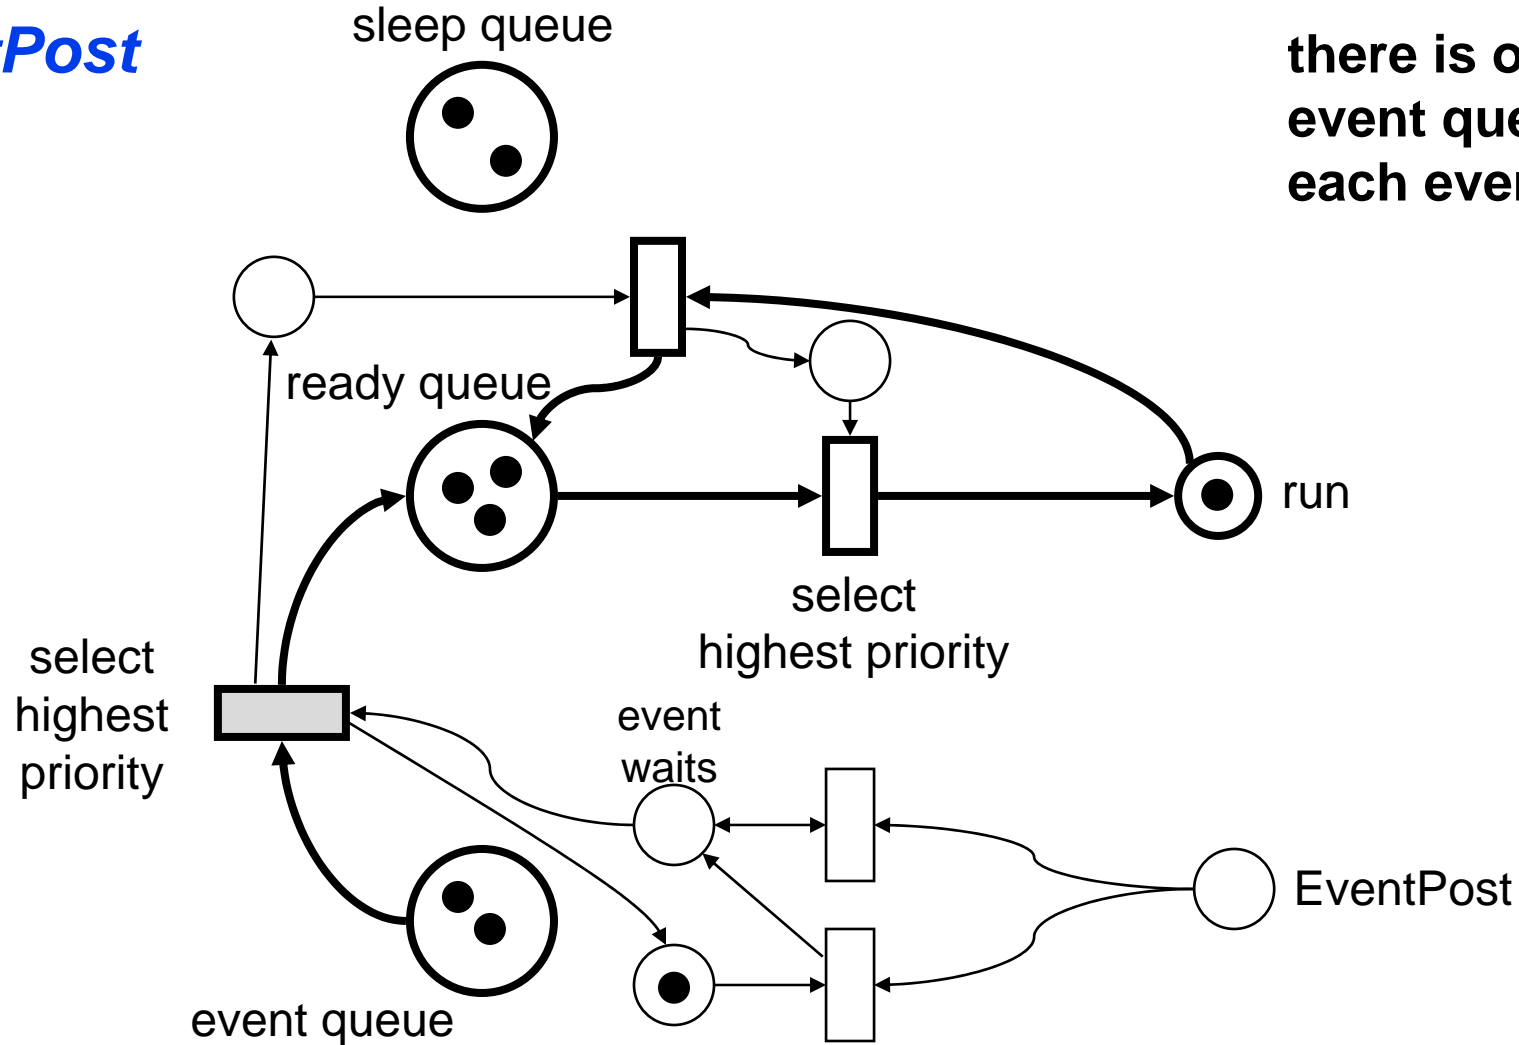 tPost
sleep queue
there is o
event que
each even
ready queue
run
select
highest priority
select
highest
priority
event
waits
EventPost
event queue